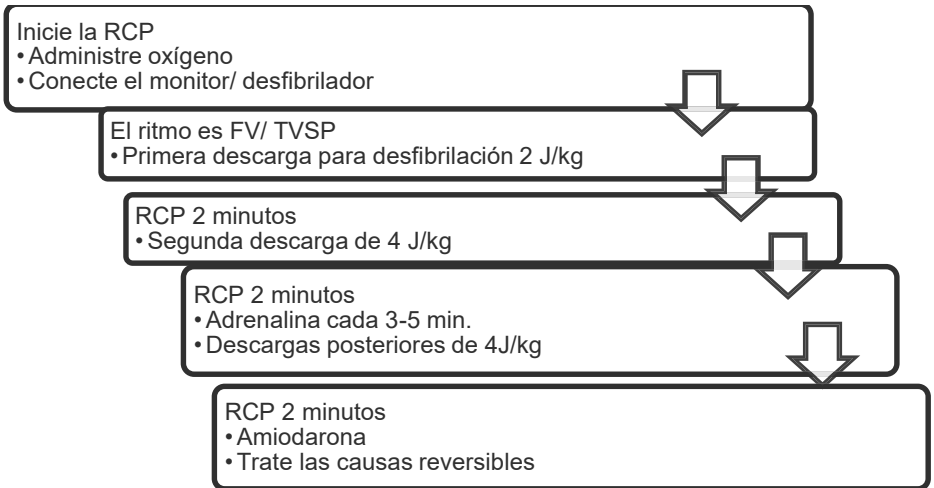 Inicie la RCP
• Administre oxígeno
• Conecte el monitor/ desfibrilador
El ritmo es FV/ TVSP
• Primera descarga para desfibrilación 2 J/kg
RCP 2 minutos
• Segunda descarga de 4 J/kg
RCP 2 minutos
• Adrenalina cada 3-5 min.
• Descargas posteriores de 4J/kg
RCP 2 minutos
• Amiodarona
• Trate las causas reversibles